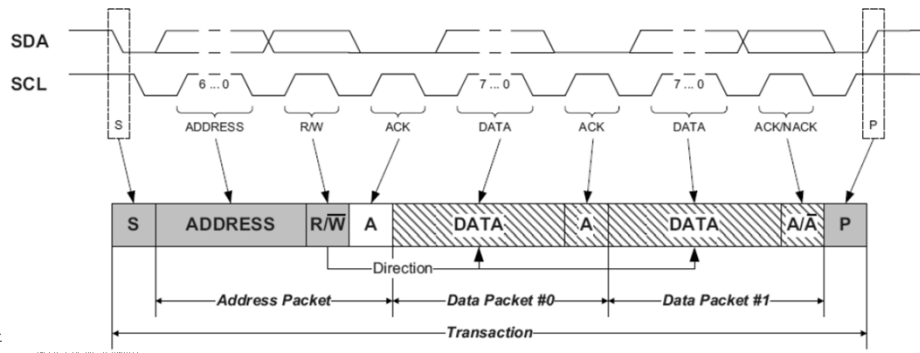 SDA
SCL
6 ... 0 7 ... 0 7 ... 0
S ADDRESS R/W ACK DATA ACK DATA ACK/NACK P
S ADDRESS R/W̅ A DATA A DATA A/A̅ P
Direction
Address Packet Data Packet #0 Data Packet #1
Transaction